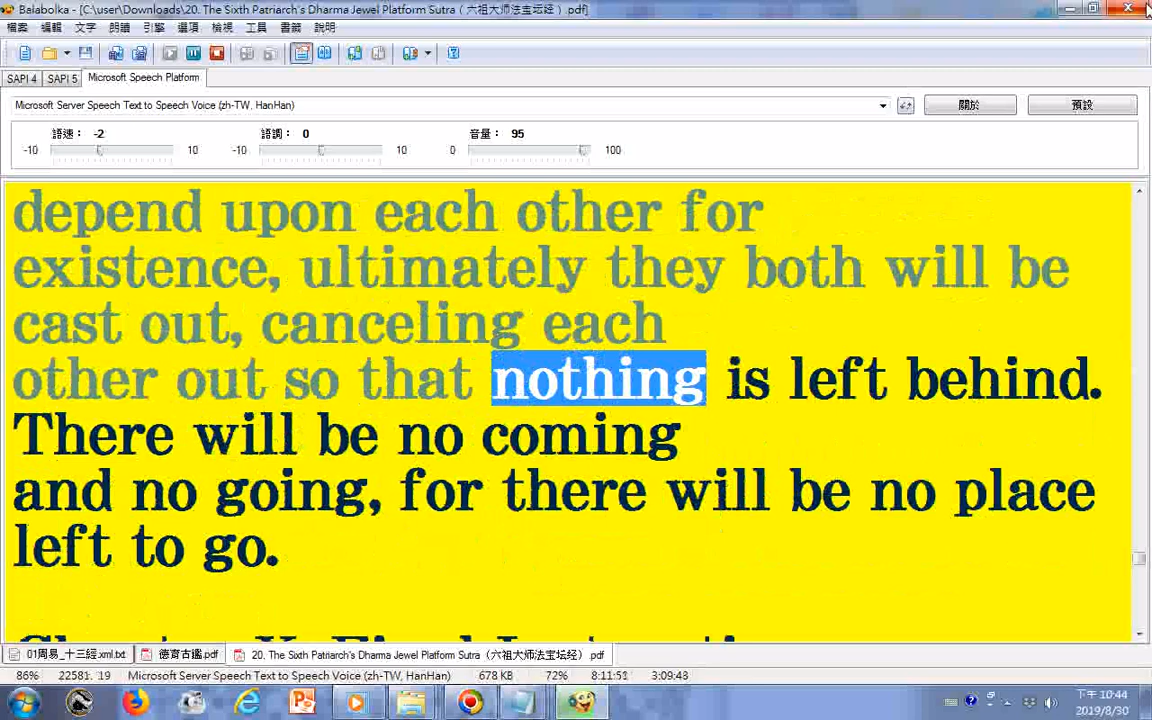 Balabolka - [C:\user\Downloads\20. The Sixth Patriarch's Dharma Jewel Platform Sutra（六祖大师法宝坛经）.pdf]
檔案 編輯 文字 朗讀 引擎 選項 檢視 工具 書籤 說明
SAPI 4 SAPI 5 Microsoft Speech Platform
Microsoft Server Speech Text to Speech Voice (zh-TW, HanHan) 關於 預設
語速： -2 語調： 0 音量： 95
-10 10 -10 10 0 100
depend upon each other for
existence, ultimately they both will be
cast out, canceling each
other out so that nothing is left behind.
There will be no coming
and no going, for there will be no place
left to go.
01周易_十三經.xml.txt 德育古鑑.pdf 20. The Sixth Patriarch's Dharma Jewel Platform Sutra（六祖大师法宝坛经）.pdf
86% 22581: 19 Microsoft Server Speech Text to Speech Voice (zh-TW, HanHan) 678 KB 72% 8:11:51 3:09:48
下午 10:44
2019/8/30